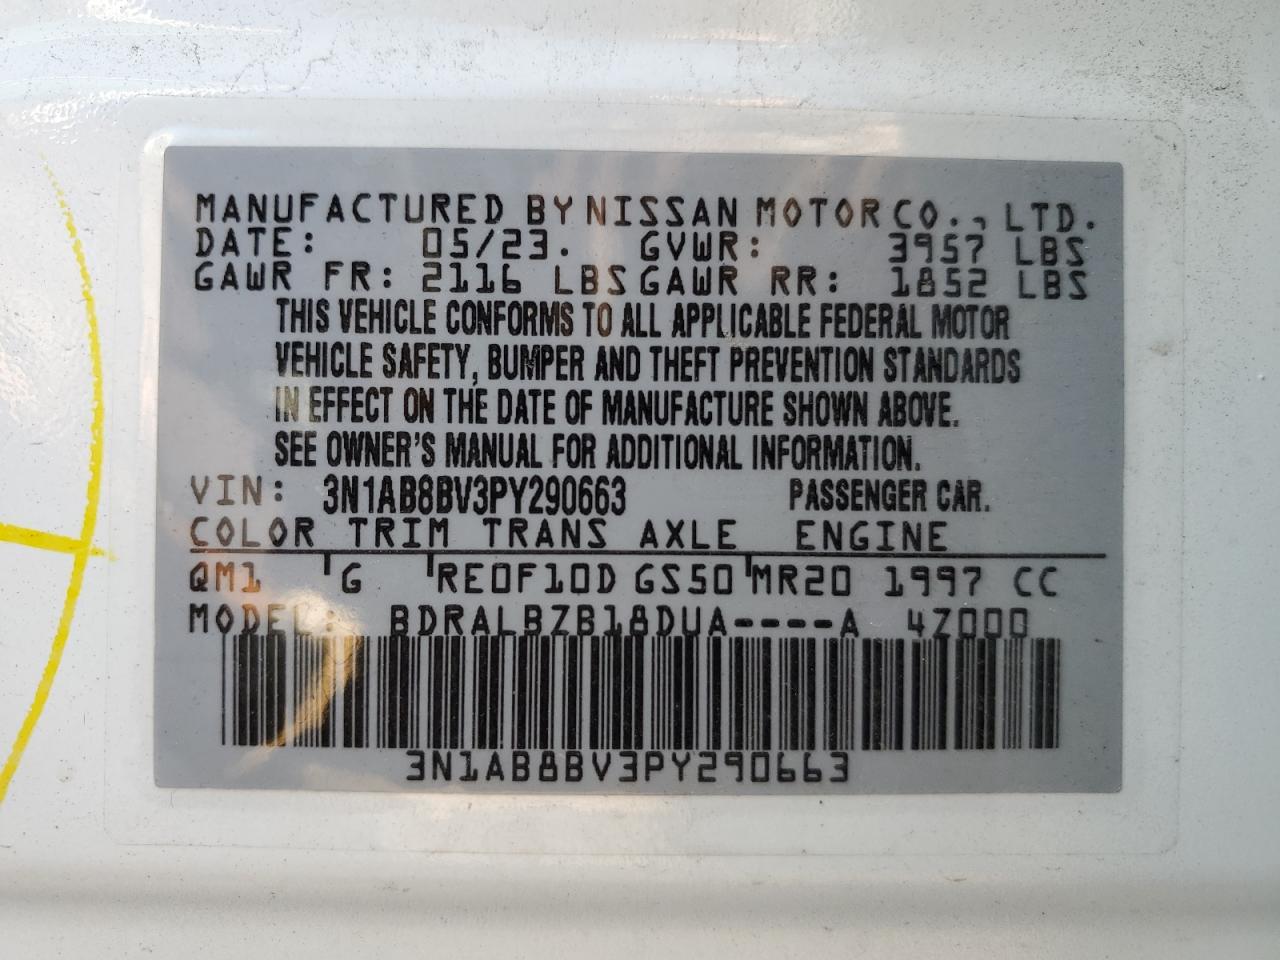 MANUFACTURED BY NISSAN MOTOR CO., LTD.
DATE: 05/23. GVWR: 3957 LBS
GAWR FR: 2116 LBS GAWR RR: 1852 LBS
THIS VEHICLE CONFORMS TO ALL APPLICABLE FEDERAL MOTOR
VEHICLE SAFETY, BUMPER AND THEFT PREVENTION STANDARDS
IN EFFECT ON THE DATE OF MANUFACTURE SHOWN ABOVE.
SEE OWNER'S MANUAL FOR ADDITIONAL INFORMATION.
VIN: 3N1AB8BV3PY290663 PASSENGER CAR.
COLOR TRIM TRANS AXLE ENGINE
QM1 G RE0F10D GS50 MR20 1997 CC
MODEL: BDRALBZB18DUA----A 4Z000
3N1AB8BV3PY290663